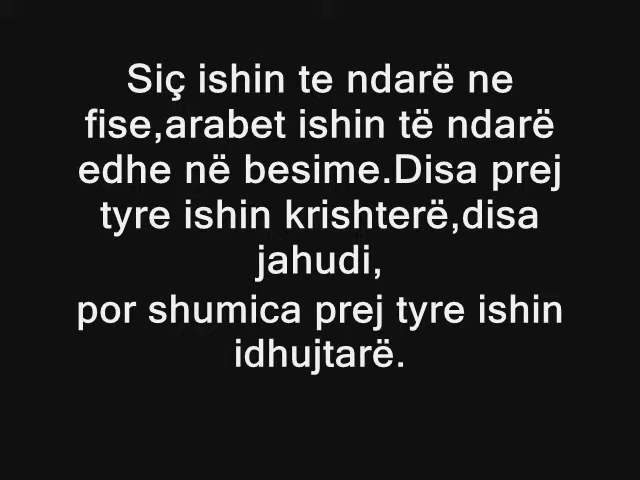 Siç ishin te ndarë ne
fise,arabet ishin të ndarë
edhe në besime.Disa prej
tyre ishin krishterë,disa
jahudi,
por shumica prej tyre ishin
idhujtarë.